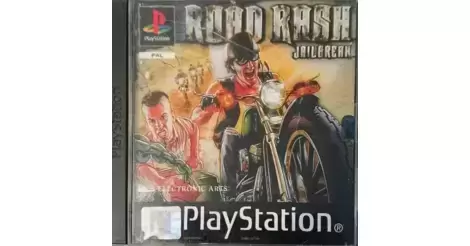 ROAD RASH
JAILBREAK
PlayStation
PAL
PlayStation
ELECTRONIC ARTS
PlayStation®